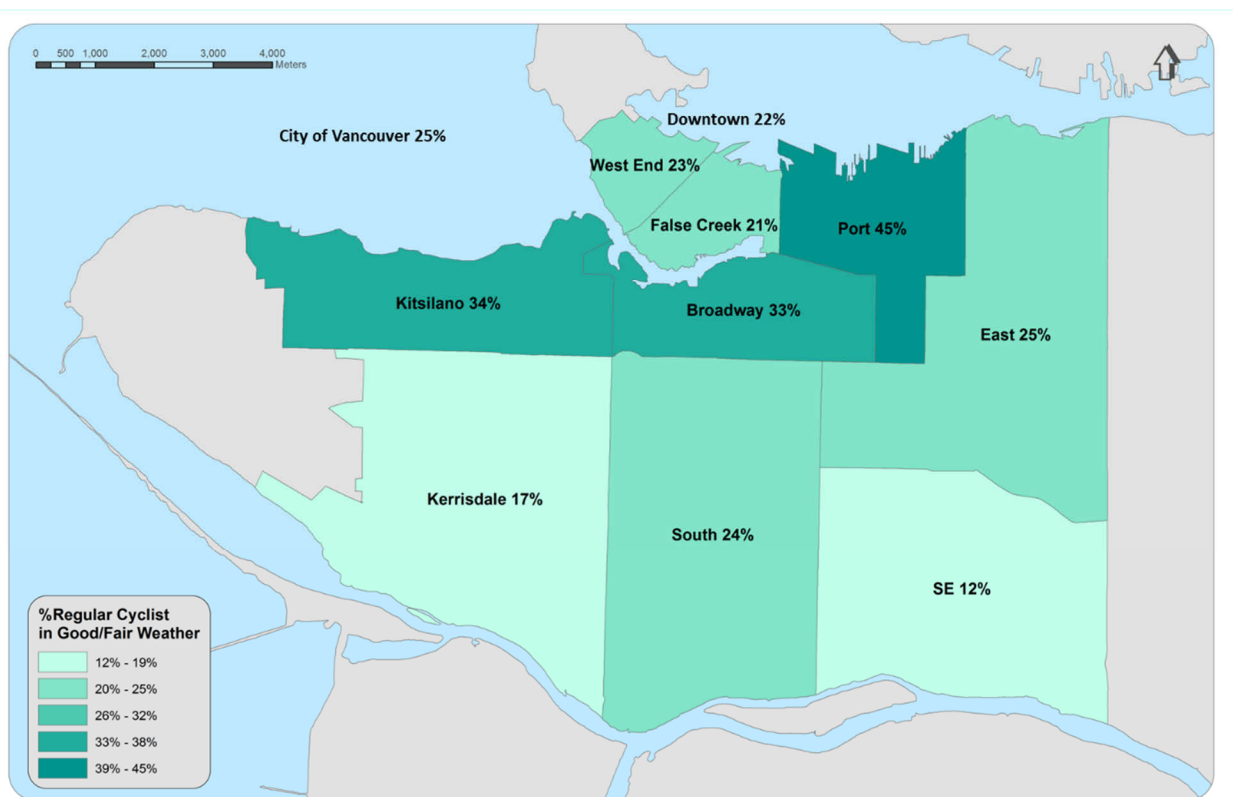 0 500 1,000 2,000 3,000 4,000
Meters
City of Vancouver 25%
Downtown 22%
West End 23%
False Creek 21%
Port 45%
Kitsilano 34%
Broadway 33%
East 25%
Kerrisdale 17%
South 24%
SE 12%
%Regular Cyclist
in Good/Fair Weather
12% - 19%
20% - 25%
26% - 32%
33% - 38%
39% - 45%